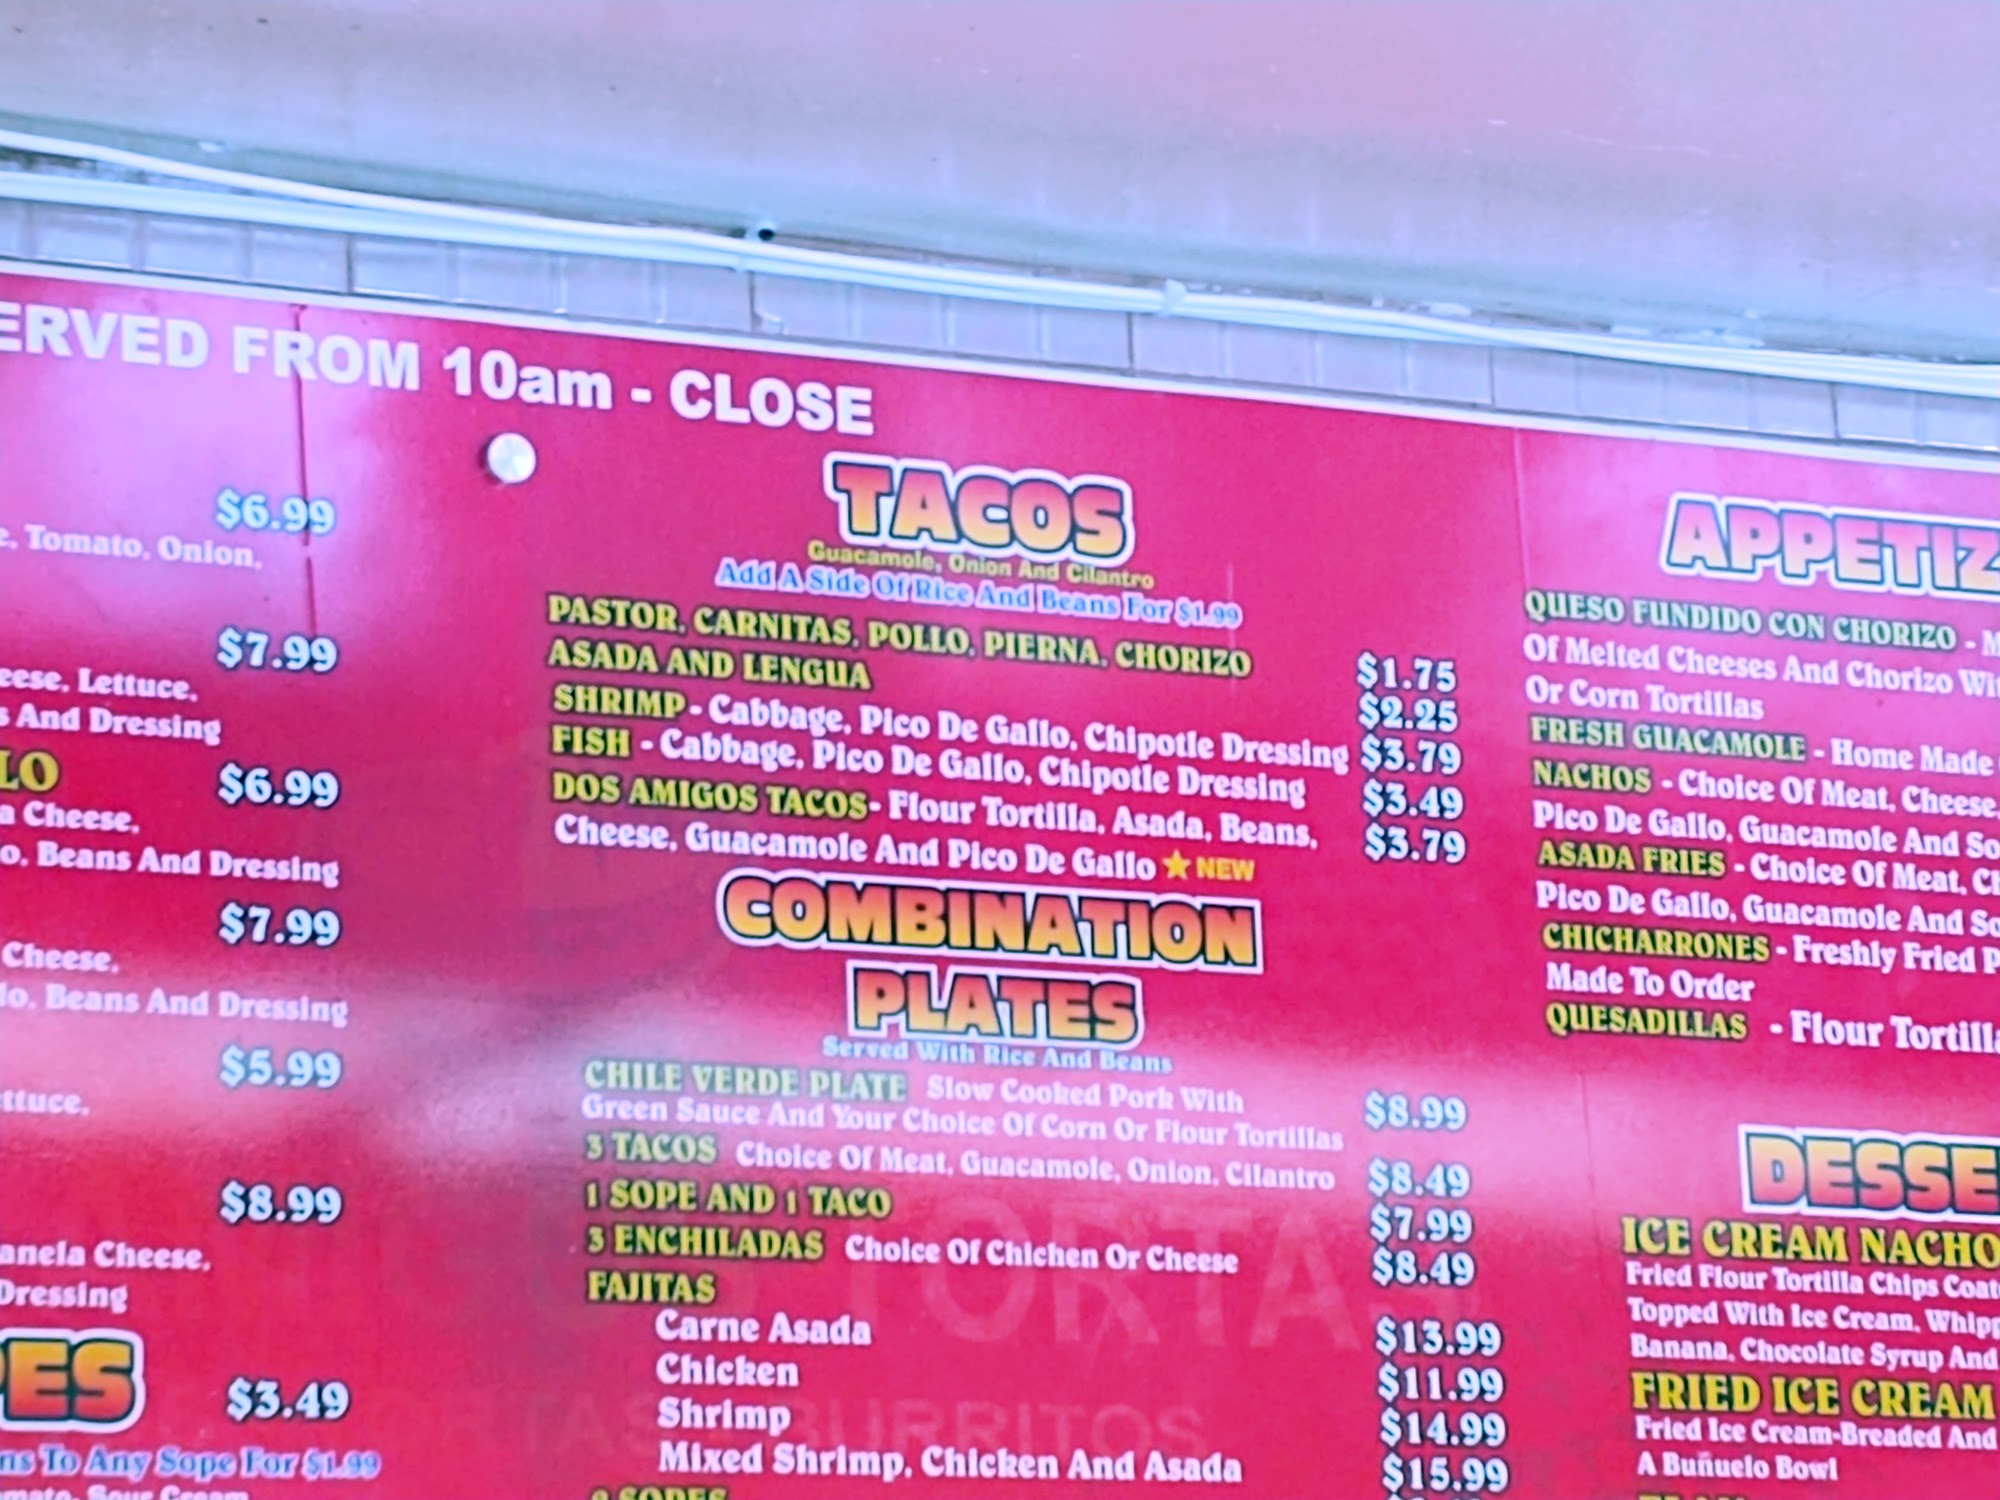 ERVED FROM 10am - CLOSE
$6.99
Tomato, Onion,
$7.99
Lettuce,
And Dressing
LO $6.99
Cheese,
Beans And Dressing
$7.99
Cheese,
Beans And Dressing
$5.99
$8.99
Cheese,
Dressing
ES $3.49
To Any Sope For $1.99
Sour Cream
TACOS
Guacamole, Onion And Cilantro
Add A Side Of Rice And Beans For $1.99
PASTOR, CARNITAS, POLLO, PIERNA, CHORIZO $1.75
ASADA AND LENGUA $2.25
SHRIMP - Cabbage, Pico De Gallo, Chipotle Dressing $3.79
FISH - Cabbage, Pico De Gallo, Chipotle Dressing $3.49
DOS AMIGOS TACOS - Flour Tortilla, Asada, Beans, $3.79
Cheese, Guacamole And Pico De Gallo ★ NEW
COMBINATION
PLATES
Served With Rice And Beans
CHILE VERDE PLATE Slow Cooked Pork With $8.99
Green Sauce And Your Choice Of Corn Or Flour Tortillas
3 TACOS Choice Of Meat, Guacamole, Onion, Cilantro $8.49
1 SOPE AND 1 TACO $7.99
3 ENCHILADAS Choice Of Chichen Or Cheese $8.49
FAJITAS
Carne Asada $13.99
Chicken $11.99
Shrimp $14.99
Mixed Shrimp, Chicken And Asada $15.99
APPETIZ
QUESO FUNDIDO CON CHORIZO -
Of Melted Cheeses And Chorizo
Or Corn Tortillas
FRESH GUACAMOLE - Home Made
NACHOS - Choice Of Meat, Cheese,
Pico De Gallo, Guacamole And
ASADA FRIES - Choice Of Meat,
Pico De Gallo, Guacamole And
CHICHARRONES - Freshly Fried
Made To Order
QUESADILLAS - Flour
DESSE
ICE CREAM NACHO
Fried Flour Tortilla Chips
Topped With Ice Cream,
Banana, Chocolate Syrup And
FRIED ICE CREAM
Fried Ice Cream-Breaded And
A Buñuelo Bowl